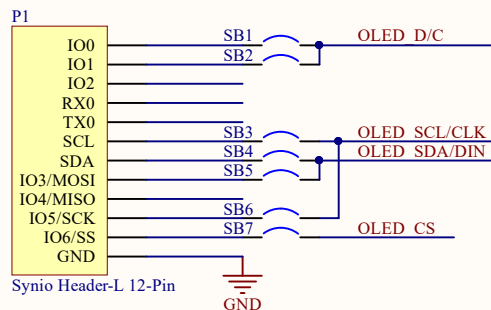 P1
IO0 SB1 OLED_D/C
IO1 SB2
IO2
RX0
TX0
SCL SB3 OLED_SCL/CLK
SDA SB4 OLED_SDA/DIN
IO3/MOSI SB5
IO4/MISO
IO5/SCK SB6
IO6/SS SB7 OLED_CS
GND
Synio Header-L 12-Pin
GND